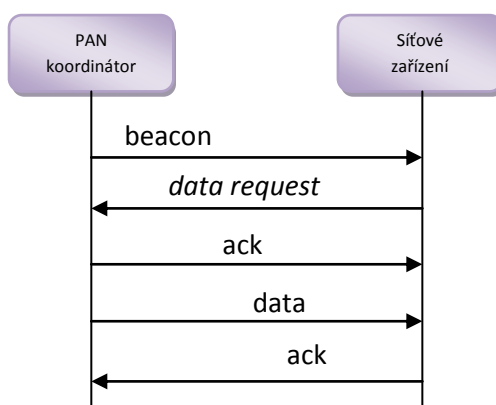 PAN
koordinátor
Síťové
zařízení
beacon
data request
ack
data
ack